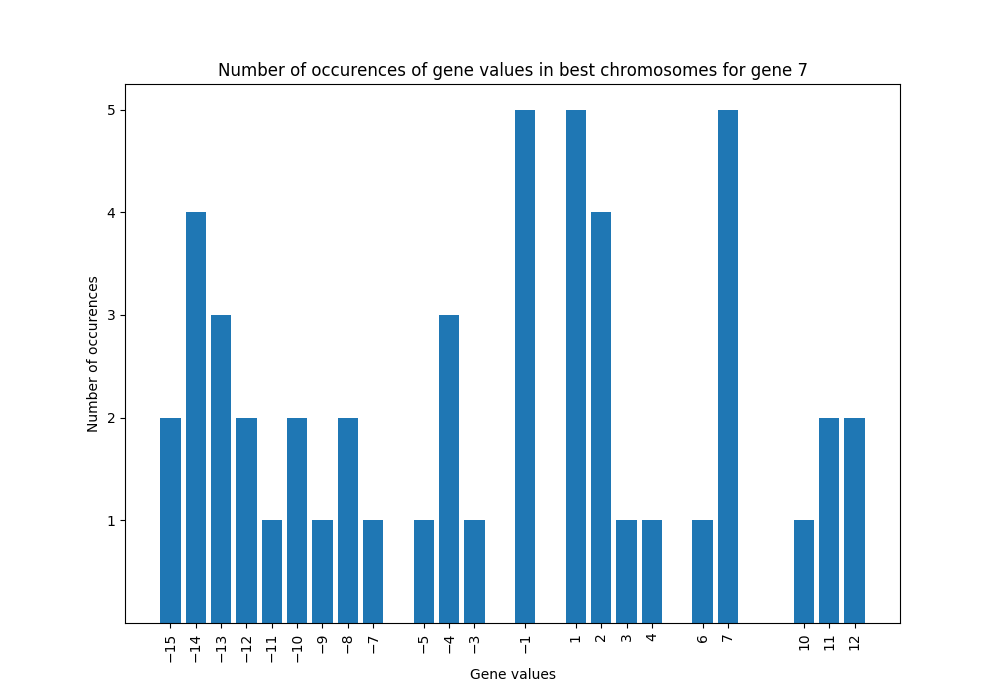 Number of occurences of gene values in best chromosomes for gene 7
5
4
3
2
1
Number of occurences
−15 −14 −13 −12 −11 −10 −9 −8 −7 −5 −4 −3 −1 1 2 3 4 6 7 10 11 12
Gene values